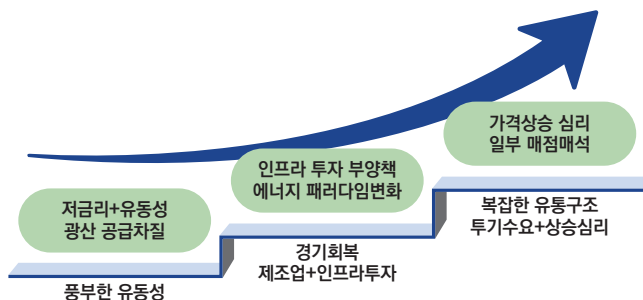 가격상승 심리
일부 매점매석
인프라 투자 부양책
에너지 패러다임변화
저금리+유동성
광산 공급차질
복잡한 유통구조
투기수요+상승심리
경기회복
제조업+인프라투자
풍부한 유동성